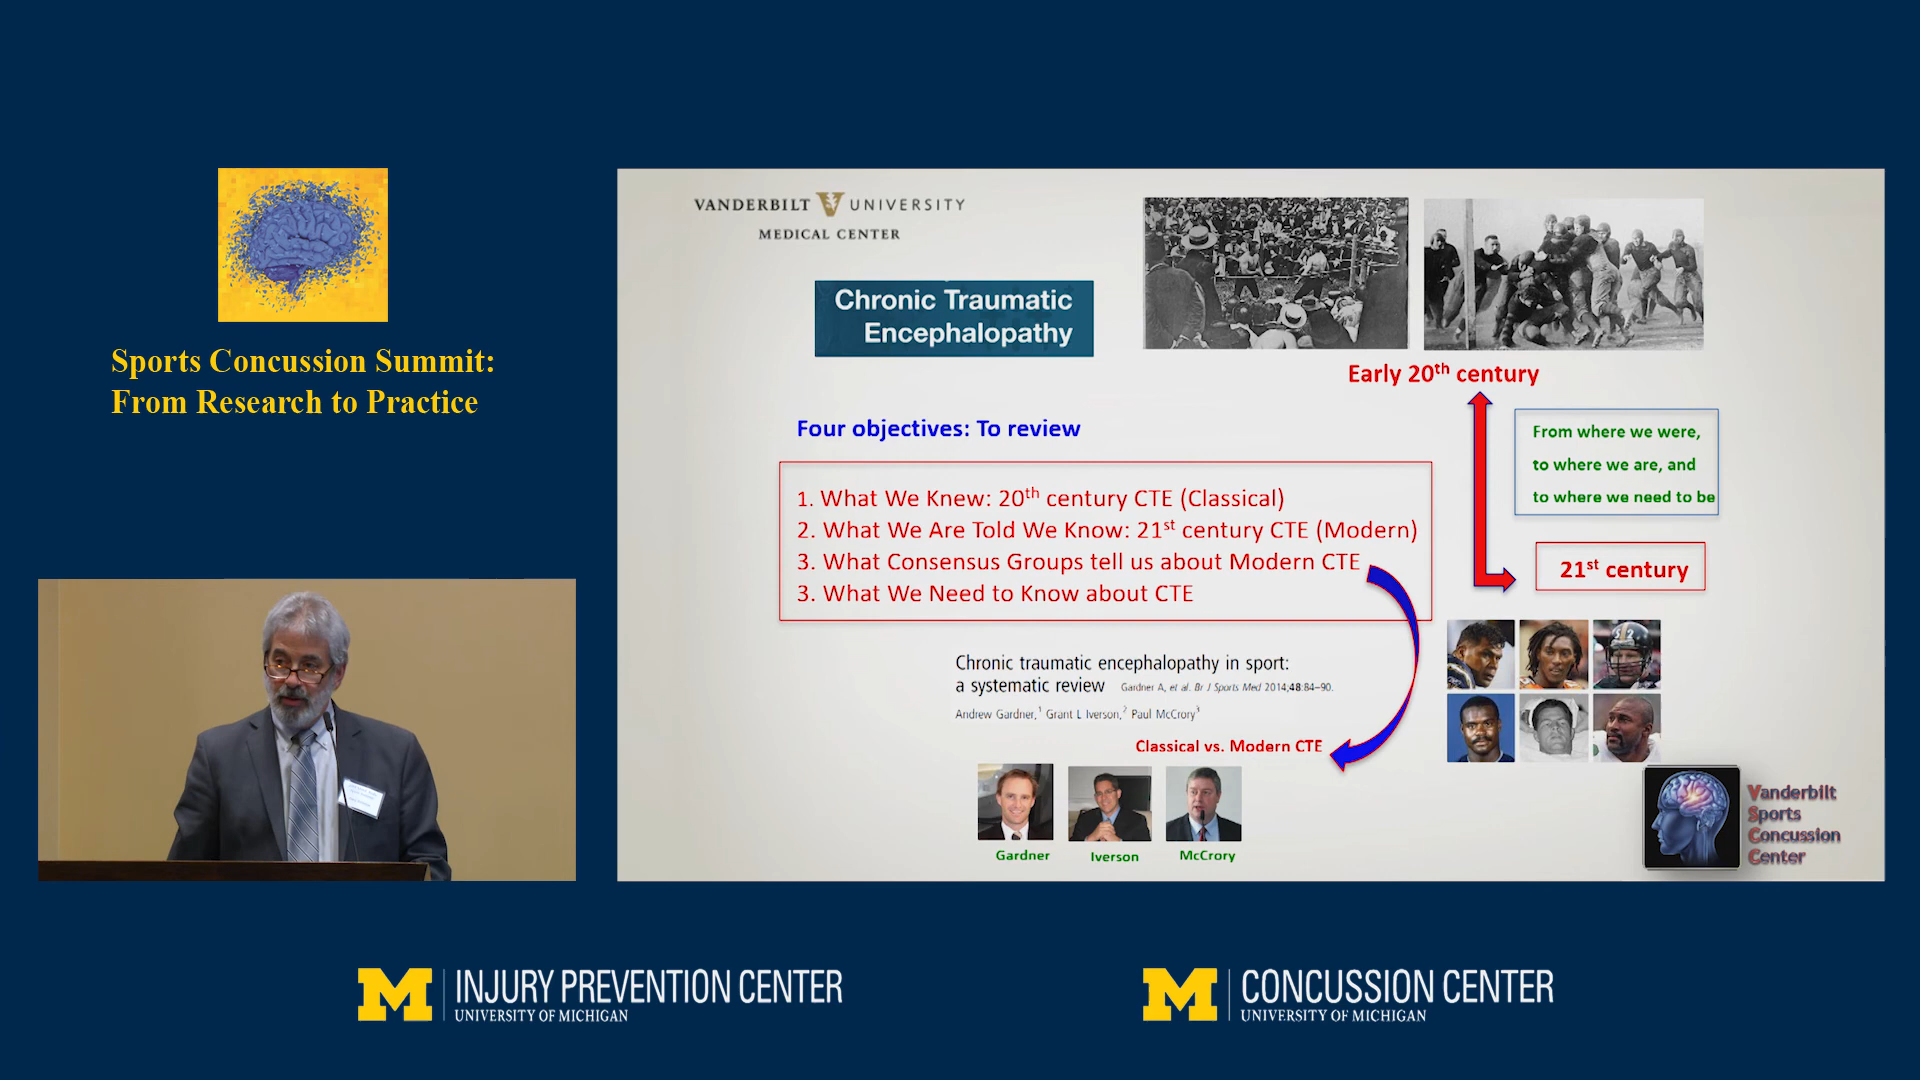 Sports Concussion Summit:
From Research to Practice
VANDERBILT V UNIVERSITY
MEDICAL CENTER
Chronic Traumatic
Encephalopathy
Early 20th century
Four objectives: To review
1. What We Knew: 20th century CTE (Classical)
2. What We Are Told We Know: 21st century CTE (Modern)
3. What Consensus Groups tell us about Modern CTE
3. What We Need to Know about CTE
From where we were,
to where we are, and
to where we need to be
21st century
Chronic traumatic encephalopathy in sport:
a systematic review Gardner A, et al. Br J Sports Med 2014;48:84–90.
Andrew Gardner,1 Grant L Iverson,2 Paul McCrory3
Classical vs. Modern CTE
Gardner Iverson McCrory
Vanderbilt
Sports
Concussion
Center
M INJURY PREVENTION CENTER
UNIVERSITY OF MICHIGAN
M CONCUSSION CENTER
UNIVERSITY OF MICHIGAN